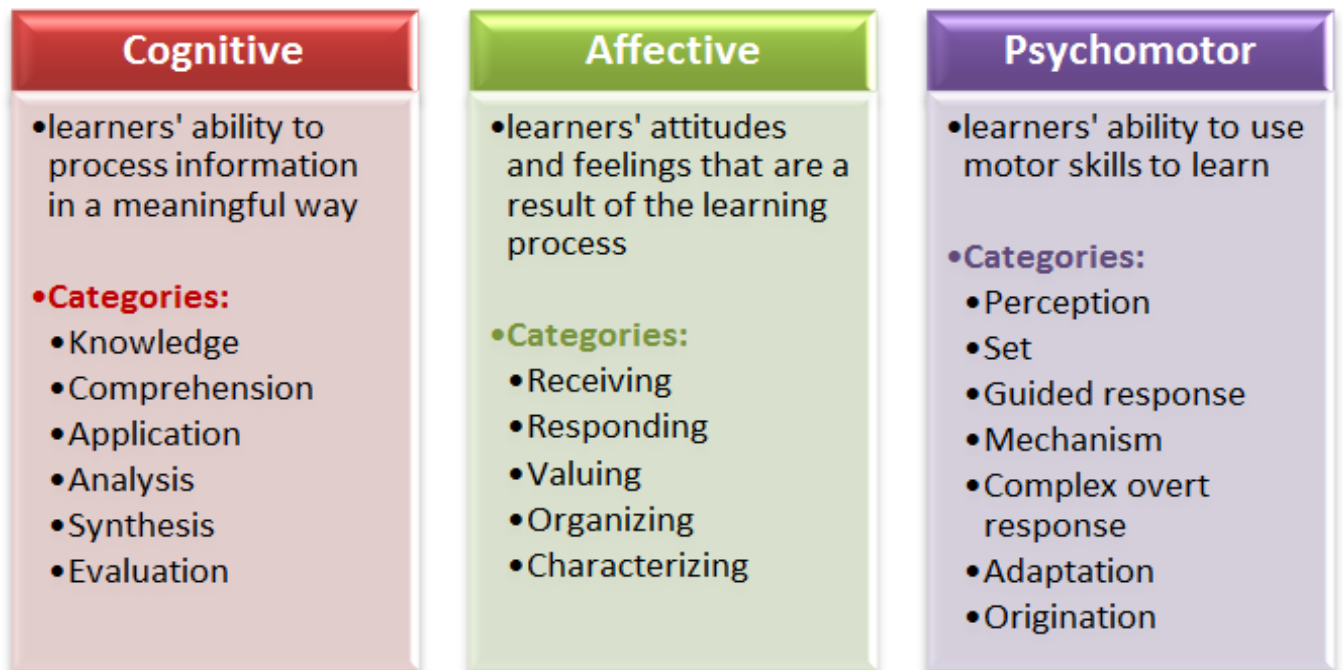 Cognitive
•learners' ability to
process information
in a meaningful way
•Categories:
•Knowledge
•Comprehension
•Application
•Analysis
•Synthesis
•Evaluation
Affective
•learners' attitudes
and feelings that are a
result of the learning
process
•Categories:
•Receiving
•Responding
•Valuing
•Organizing
•Characterizing
Psychomotor
•learners' ability to use
motor skills to learn
•Categories:
•Perception
•Set
•Guided response
•Mechanism
•Complex overt
response
•Adaptation
•Origination